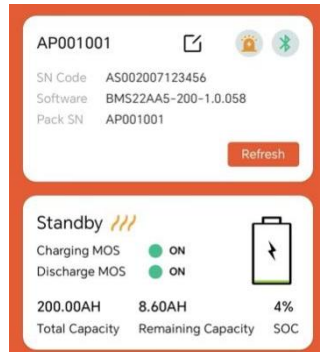 AP001001
SN Code AS002007123456
Software BMS22AA5-200-1.0.058
Pack SN AP001001
Refresh
Standby
Charging MOS ON
Discharge MOS ON
200.00AH 8.60AH 4%
Total Capacity Remaining Capacity SOC